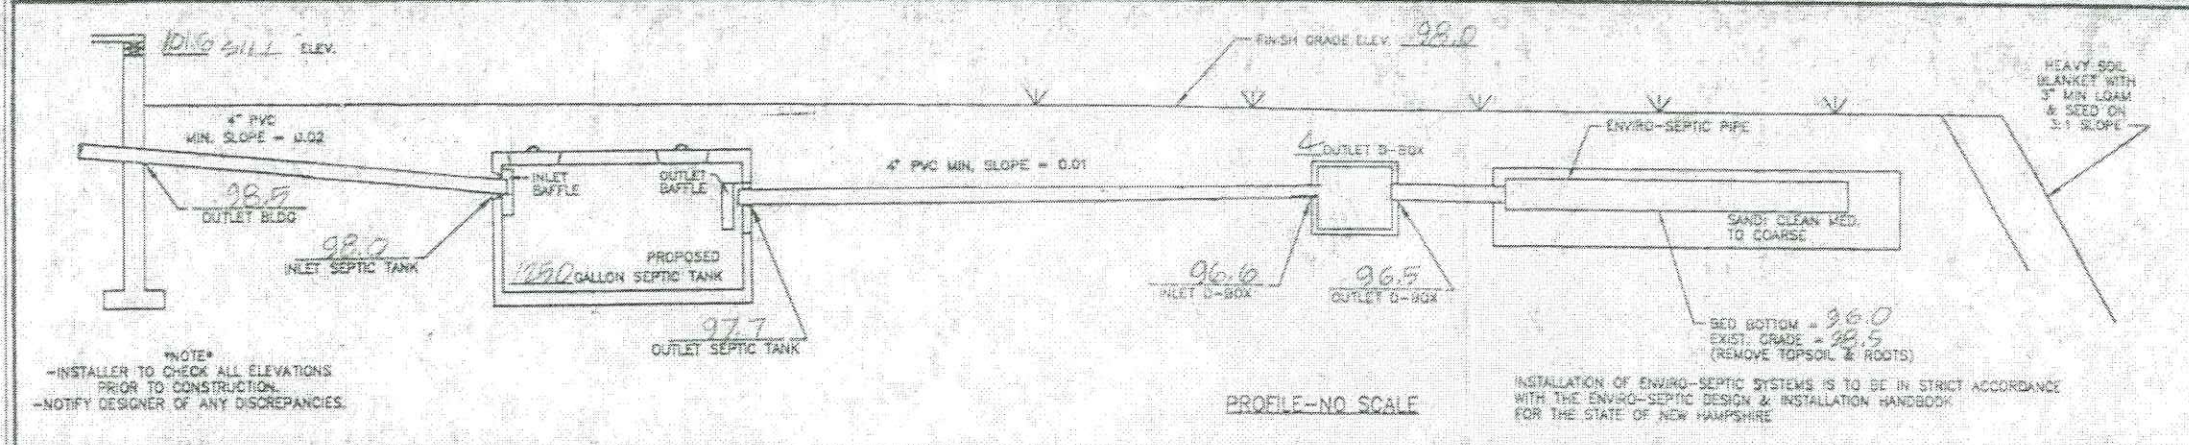 101.6 SILL ELEV.
FINISH GRADE ELEV. 98.0
HEAVY SOIL
BLANKET WITH
3" MIN LOAM
& SEED ON
3:1 SLOPE
4" PVC
MIN. SLOPE = 0.02
ENVIRO-SEPTIC PIPE
4 OUTLET D-BOX
4" PVC MIN. SLOPE = 0.01
INLET
BAFFLE
OUTLET
BAFFLE
98.5
OUTLET BLDG
SAND: CLEAN MED.
TO COARSE
98.0
INLET SEPTIC TANK
PROPOSED
1250 GALLON SEPTIC TANK
96.6
INLET D-BOX
96.5
OUTLET D-BOX
97.7
OUTLET SEPTIC TANK
BED BOTTOM = 96.0
EXIST. GRADE = 98.5
(REMOVE TOPSOIL & ROOTS)
*NOTE*
-INSTALLER TO CHECK ALL ELEVATIONS
PRIOR TO CONSTRUCTION.
-NOTIFY DESIGNER OF ANY DISCREPANCIES.
PROFILE-NO SCALE
INSTALLATION OF ENVIRO-SEPTIC SYSTEMS IS TO BE IN STRICT ACCORDANCE
WITH THE ENVIRO-SEPTIC DESIGN & INSTALLATION HANDBOOK
FOR THE STATE OF NEW HAMPSHIRE